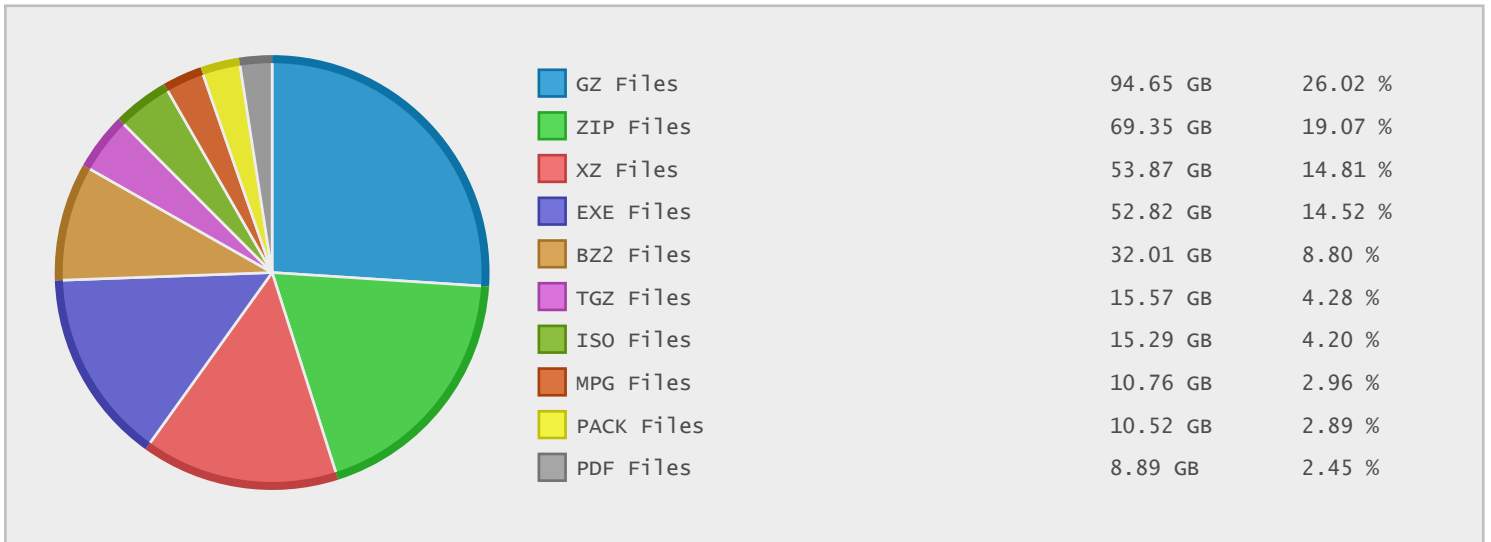 GZ Files 94.65 GB 26.02 %
ZIP Files 69.35 GB 19.07 %
XZ Files 53.87 GB 14.81 %
EXE Files 52.82 GB 14.52 %
BZ2 Files 32.01 GB 8.80 %
TGZ Files 15.57 GB 4.28 %
ISO Files 15.29 GB 4.20 %
MPG Files 10.76 GB 2.96 %
PACK Files 10.52 GB 2.89 %
PDF Files 8.89 GB 2.45 %